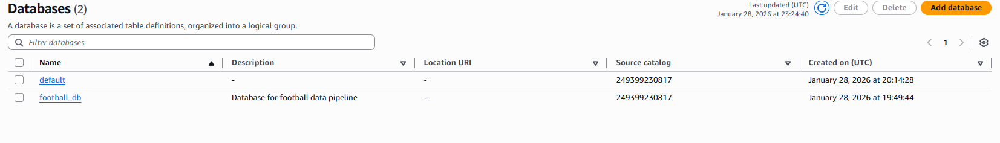 Databases (2)
Last updated (UTC)
January 28, 2026 at 23:24:40
Edit
Delete
Add database
A database is a set of associated table definitions, organized into a logical group.
Filter databases
1
Name Description Location URI Source catalog Created on (UTC)
default - - 249399230817 January 28, 2026 at 20:14:28
football_db Database for football data pipeline - 249399230817 January 28, 2026 at 19:49:44